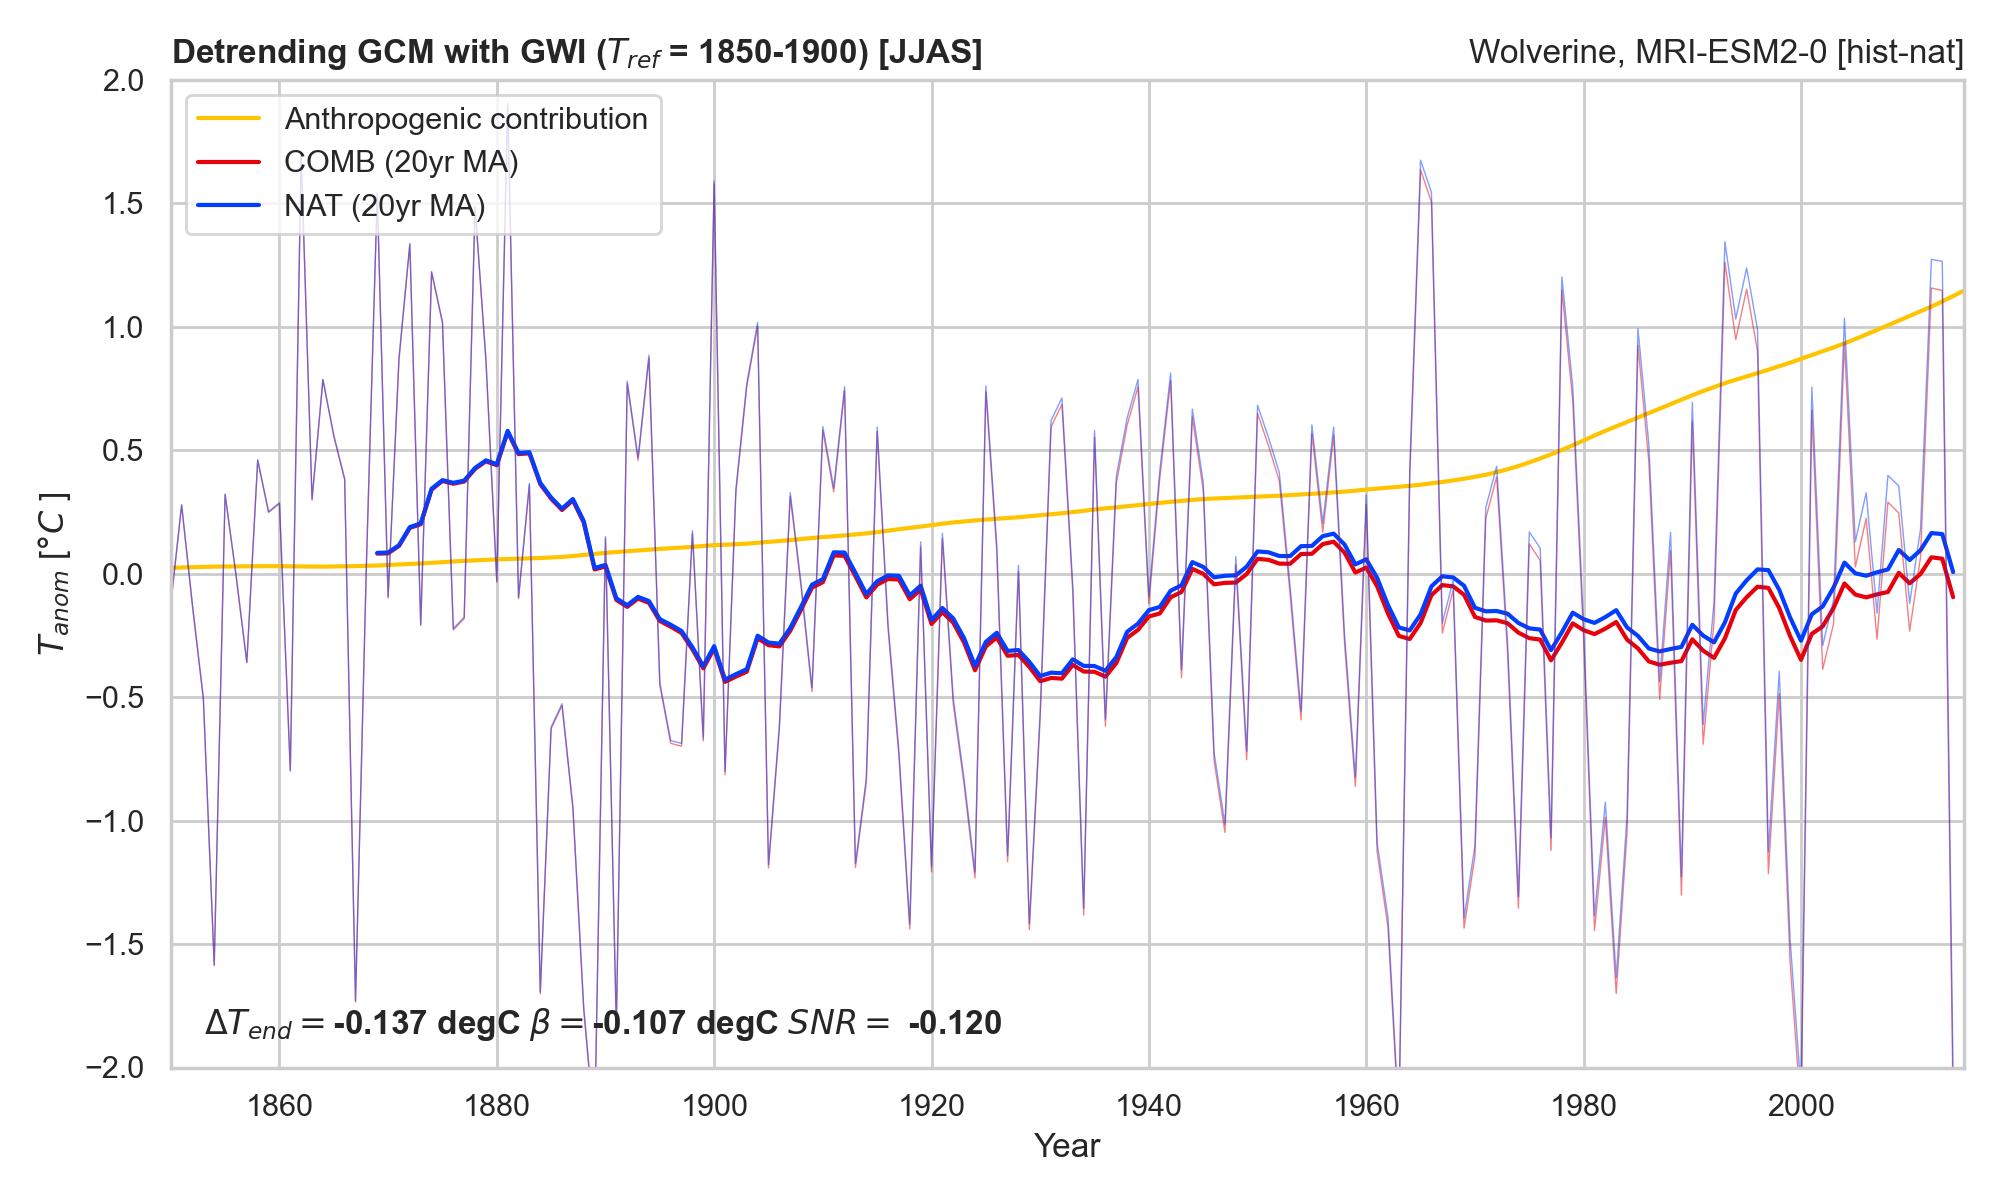 Detrending GCM with GWI (T_ref = 1850-1900) [JJAS]
Wolverine, MRI-ESM2-0 [hist-nat]
Anthropogenic contribution
COMB (20yr MA)
NAT (20yr MA)
2.0
1.5
1.0
0.5
0.0
−0.5
−1.0
−1.5
−2.0
T_anom [°C]
ΔT_end = -0.137 degC β = -0.107 degC SNR = -0.120
1860 1880 1900 1920 1940 1960 1980 2000
Year